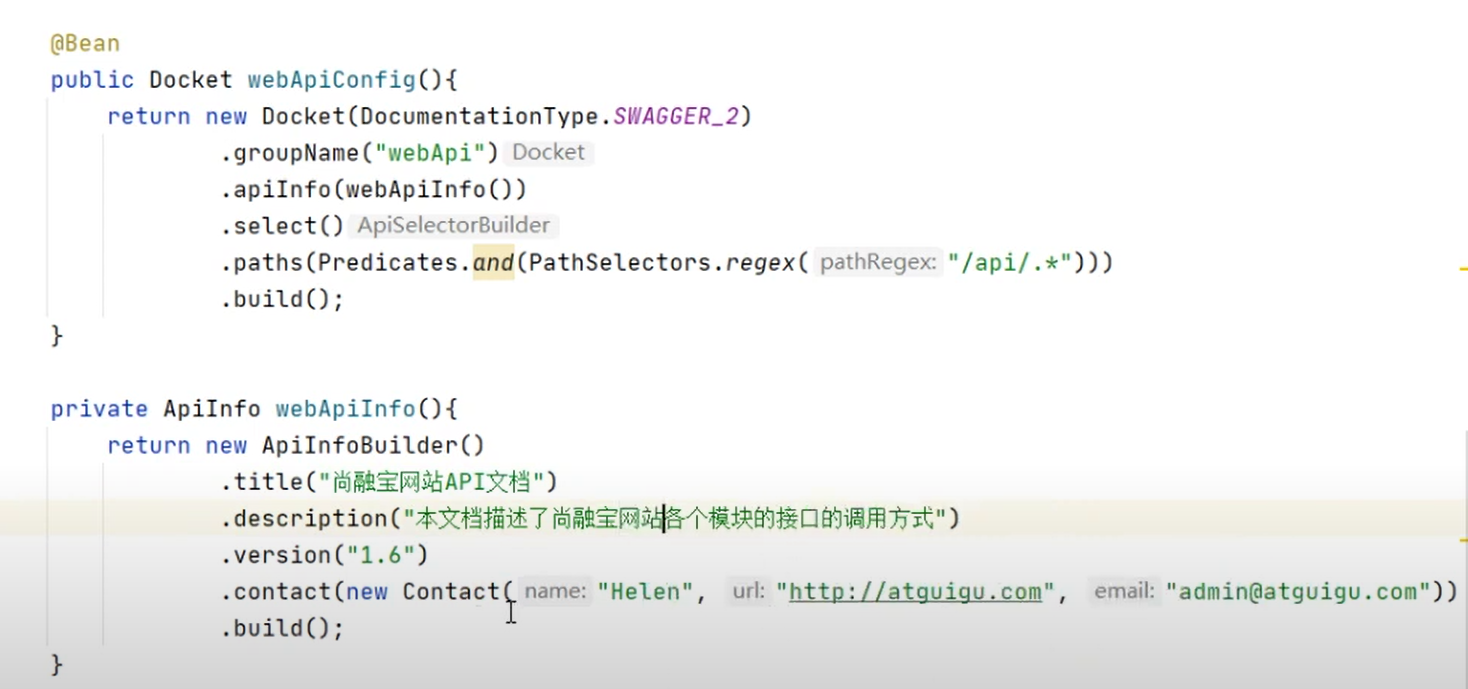 @Bean
public Docket webApiConfig(){
return new Docket(DocumentationType.SWAGGER_2)
.groupName("webApi") Docket
.apiInfo(webApiInfo())
.select() ApiSelectorBuilder
.paths(Predicates.and(PathSelectors.regex( pathRegex: "/api/.*")))
.build();
}
private ApiInfo webApiInfo(){
return new ApiInfoBuilder()
.title("尚融宝网站API文档")
.description("本文档描述了尚融宝网站各个模块的接口的调用方式")
.version("1.6")
.contact(new Contact( name: "Helen", url: "http://atguigu.com", email: "admin@atguigu.com"))
.build();
}